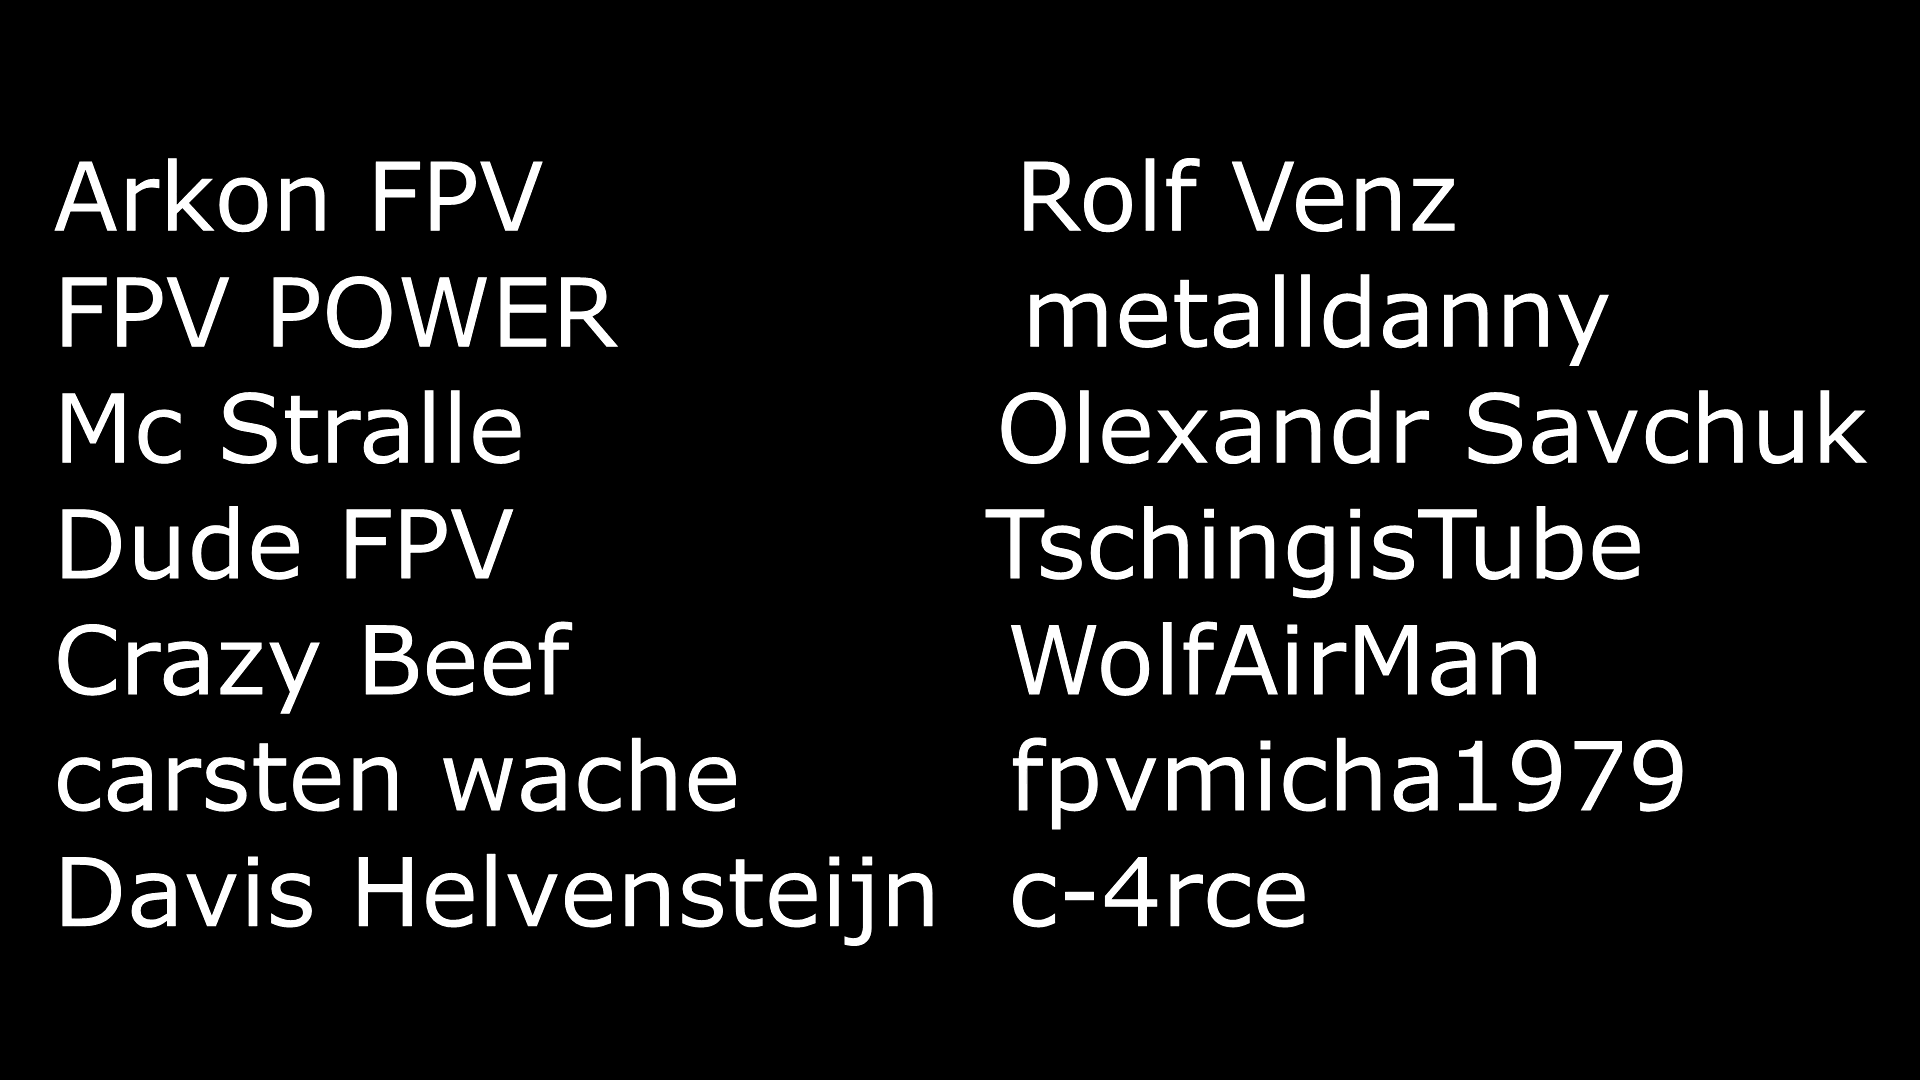 Arkon FPV
FPV POWER
Mc Stralle
Dude FPV
Crazy Beef
carsten wache
Davis Helvensteijn
Rolf Venz
metalldanny
Olexandr Savchuk
TschingisTube
WolfAirMan
fpvmicha1979
c-4rce